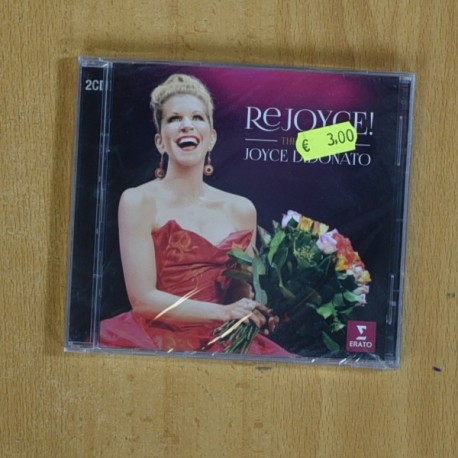 2CD
ReJOYCE!
€ 3,00
THE
JOYCE DIDONATO
ERATO